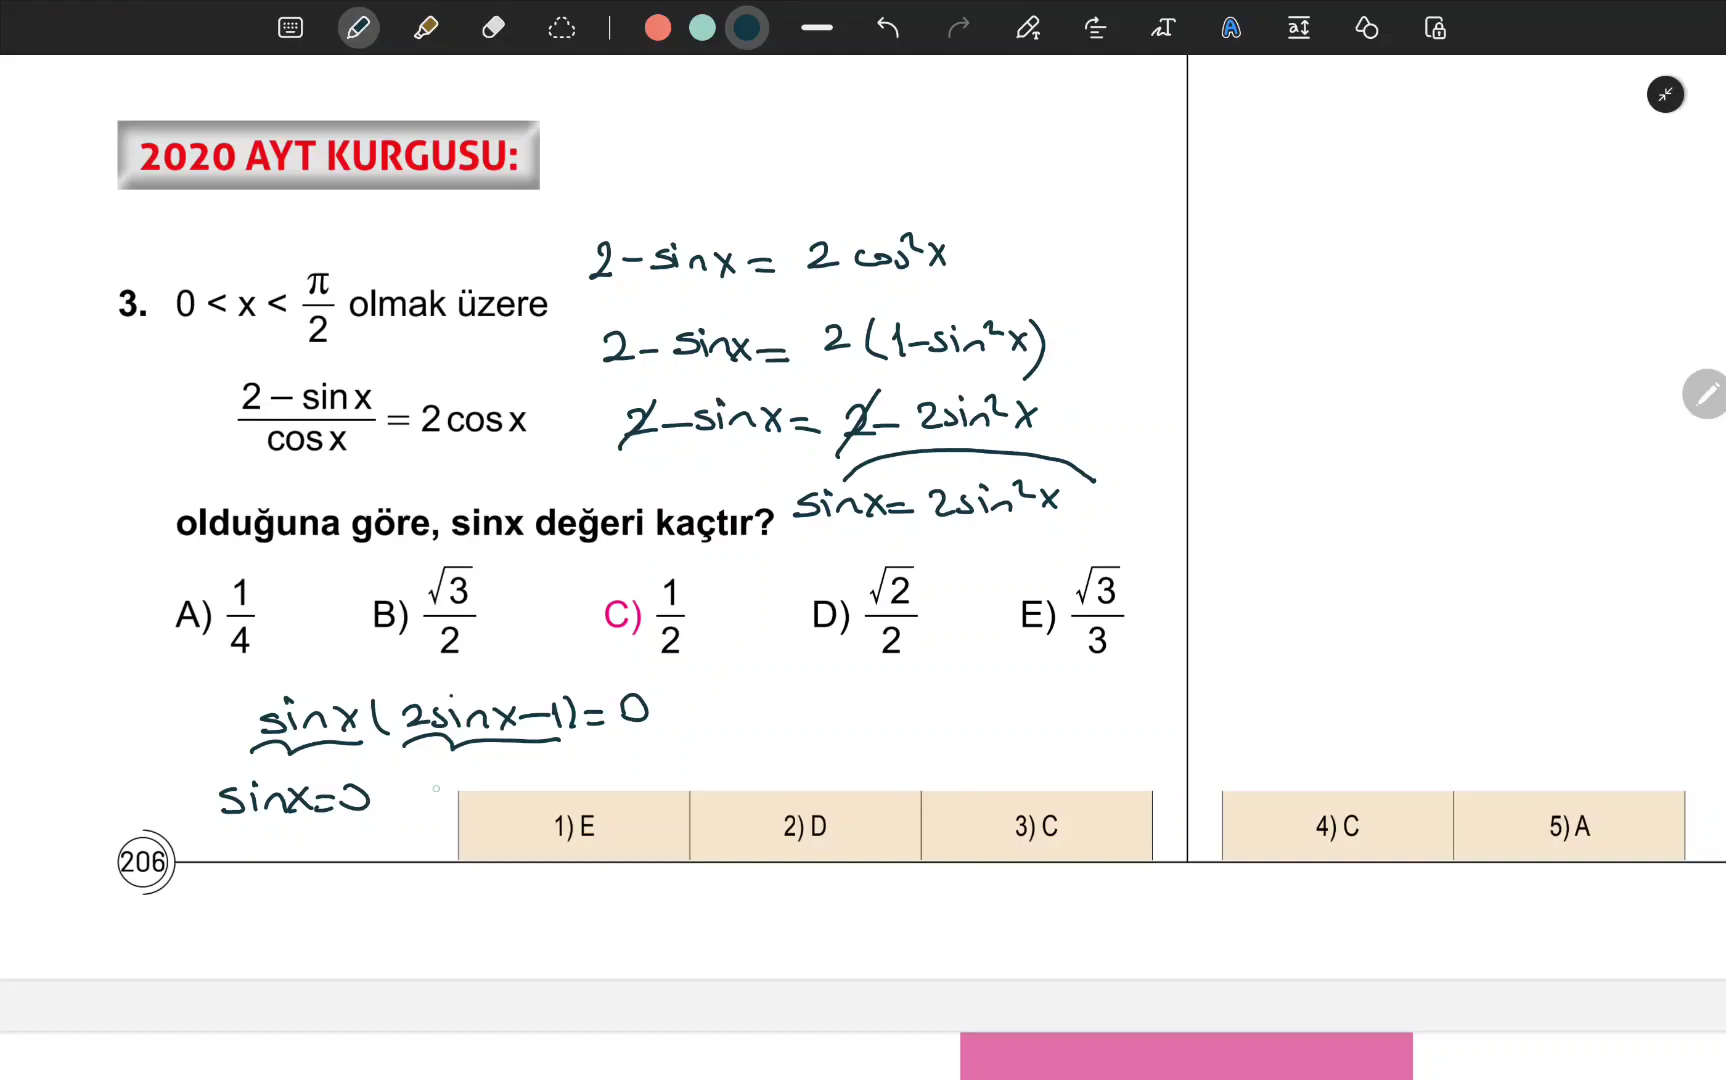 2020 AYT KURGUSU:
3. 0 < x < π/2 olmak üzere
(2 − sin x)/(cos x) = 2 cos x
2 - sinx = 2 cos²x
2 - sinx = 2 (1-sin²x)
2 - sinx = 2 - 2sin²x
sinx = 2sin²x
olduğuna göre, sinx değeri kaçtır?
A) 1/4 B) √3/2 C) 1/2 D) √2/2 E) √3/3
sinx (2sinx-1) = 0
sinx=0
1) E 2) D 3) C 4) C 5) A
206